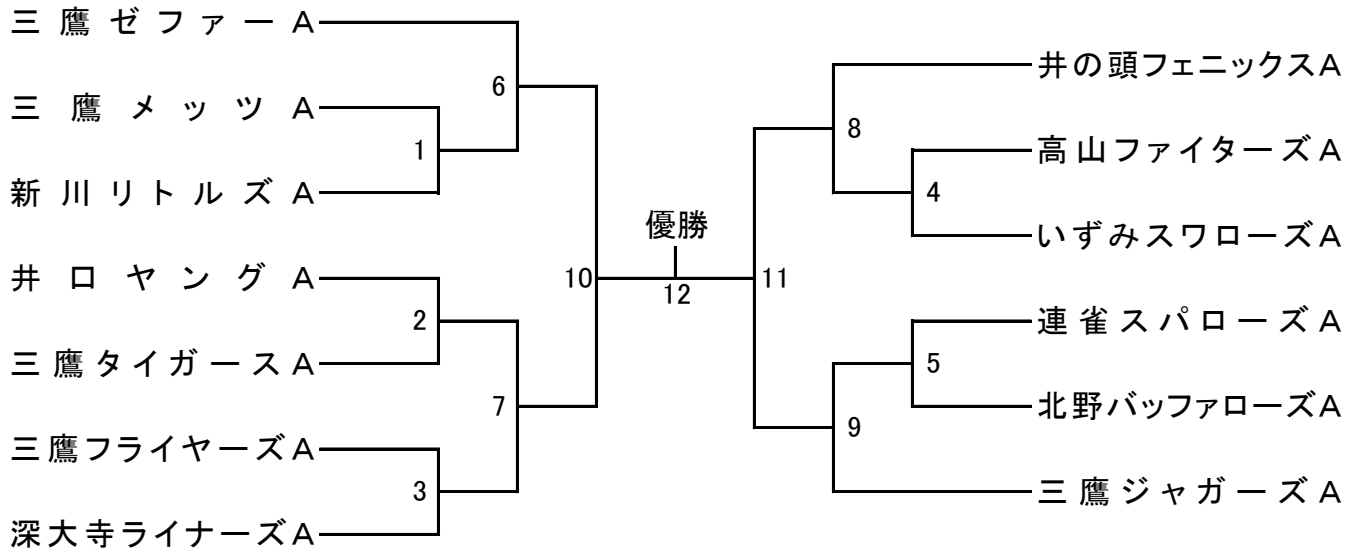 三鷹ゼファーA
三鷹メッツA
新川リトルズA
井口ヤングA
三鷹タイガースA
三鷹フライヤーズA
深大寺ライナーズA
6
1
2
7
3
10
優勝
12
11
8
4
5
9
井の頭フェニックスA
高山ファイターズA
いずみスワローズA
連雀スパローズA
北野バッファローズA
三鷹ジャガーズA